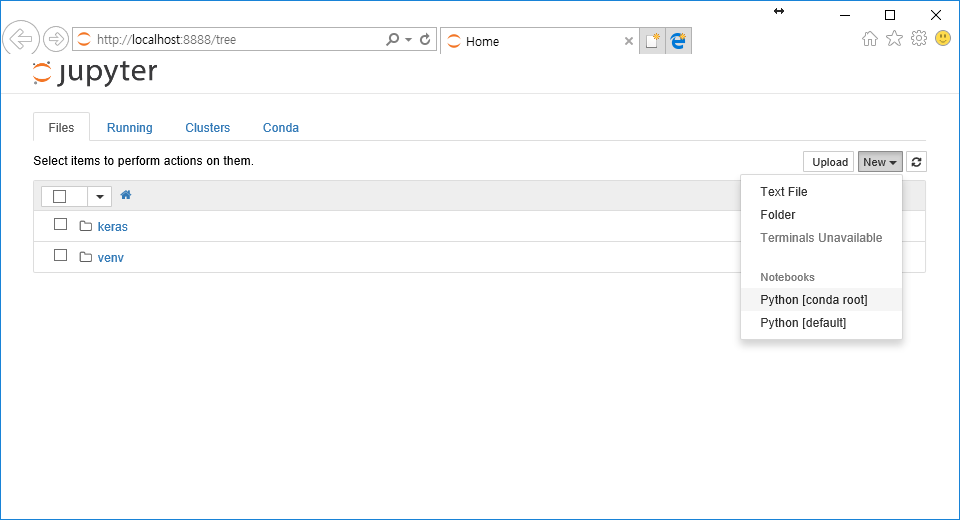 http://localhost:8888/tree
Home
jupyter
Files Running Clusters Conda
Select items to perform actions on them.
Upload New
Text File
Folder
Terminals Unavailable
Notebooks
Python [conda root]
Python [default]
keras
venv